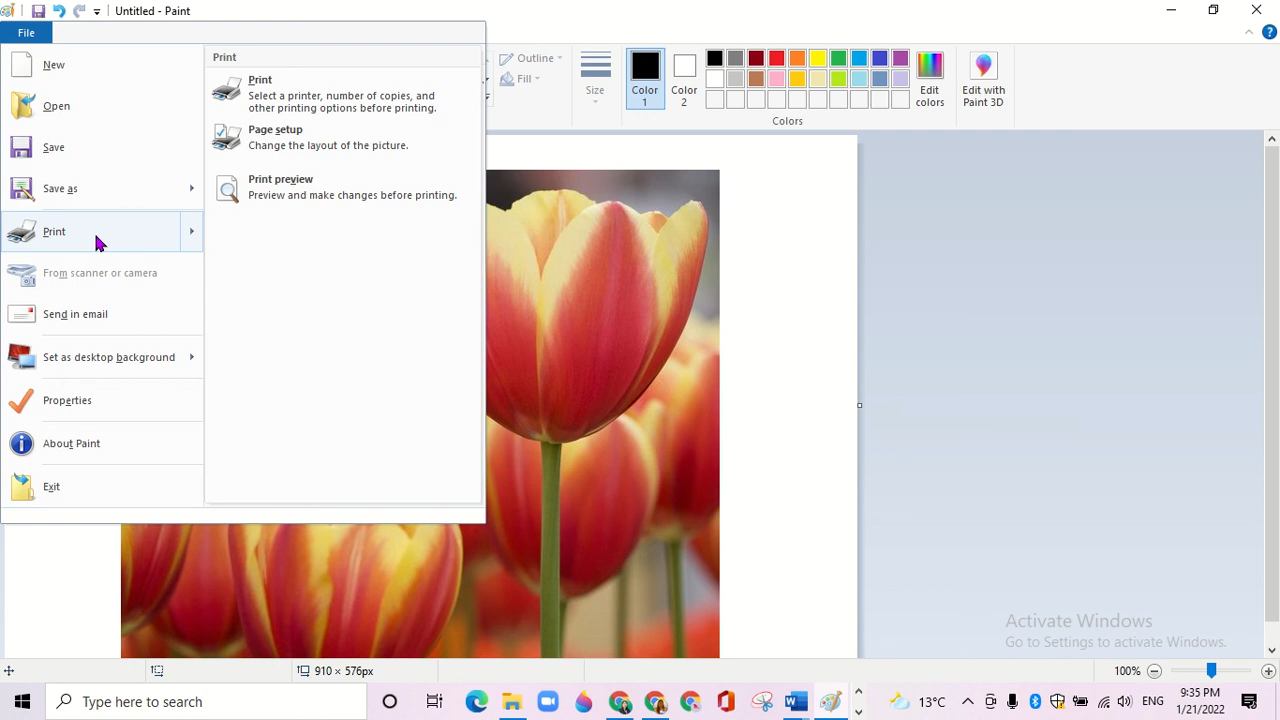 Untitled - Paint
File
New
Open
Save
Save as
Print
From scanner or camera
Send in email
Set as desktop background
Properties
About Paint
Exit
Print
Print
Select a printer, number of copies, and
other printing options before printing.
Page setup
Change the layout of the picture.
Print preview
Preview and make changes before printing.
Outline
Fill
Size
Color
1
Color
2
Edit
colors
Edit with
Paint 3D
Colors
Activate Windows
Go to Settings to activate Windows.
910 × 576px
100%
Type here to search
13°C
ENG
9:35 PM
1/21/2022